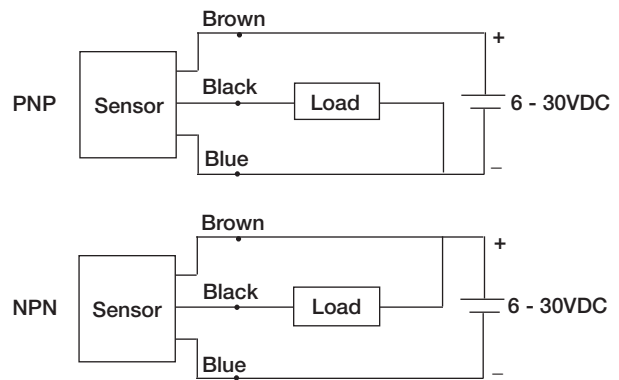 Brown
+
Black
PNP
Sensor
Load
6 - 30VDC
Blue
–
Brown
+
Black
NPN
Sensor
Load
6 - 30VDC
Blue
–